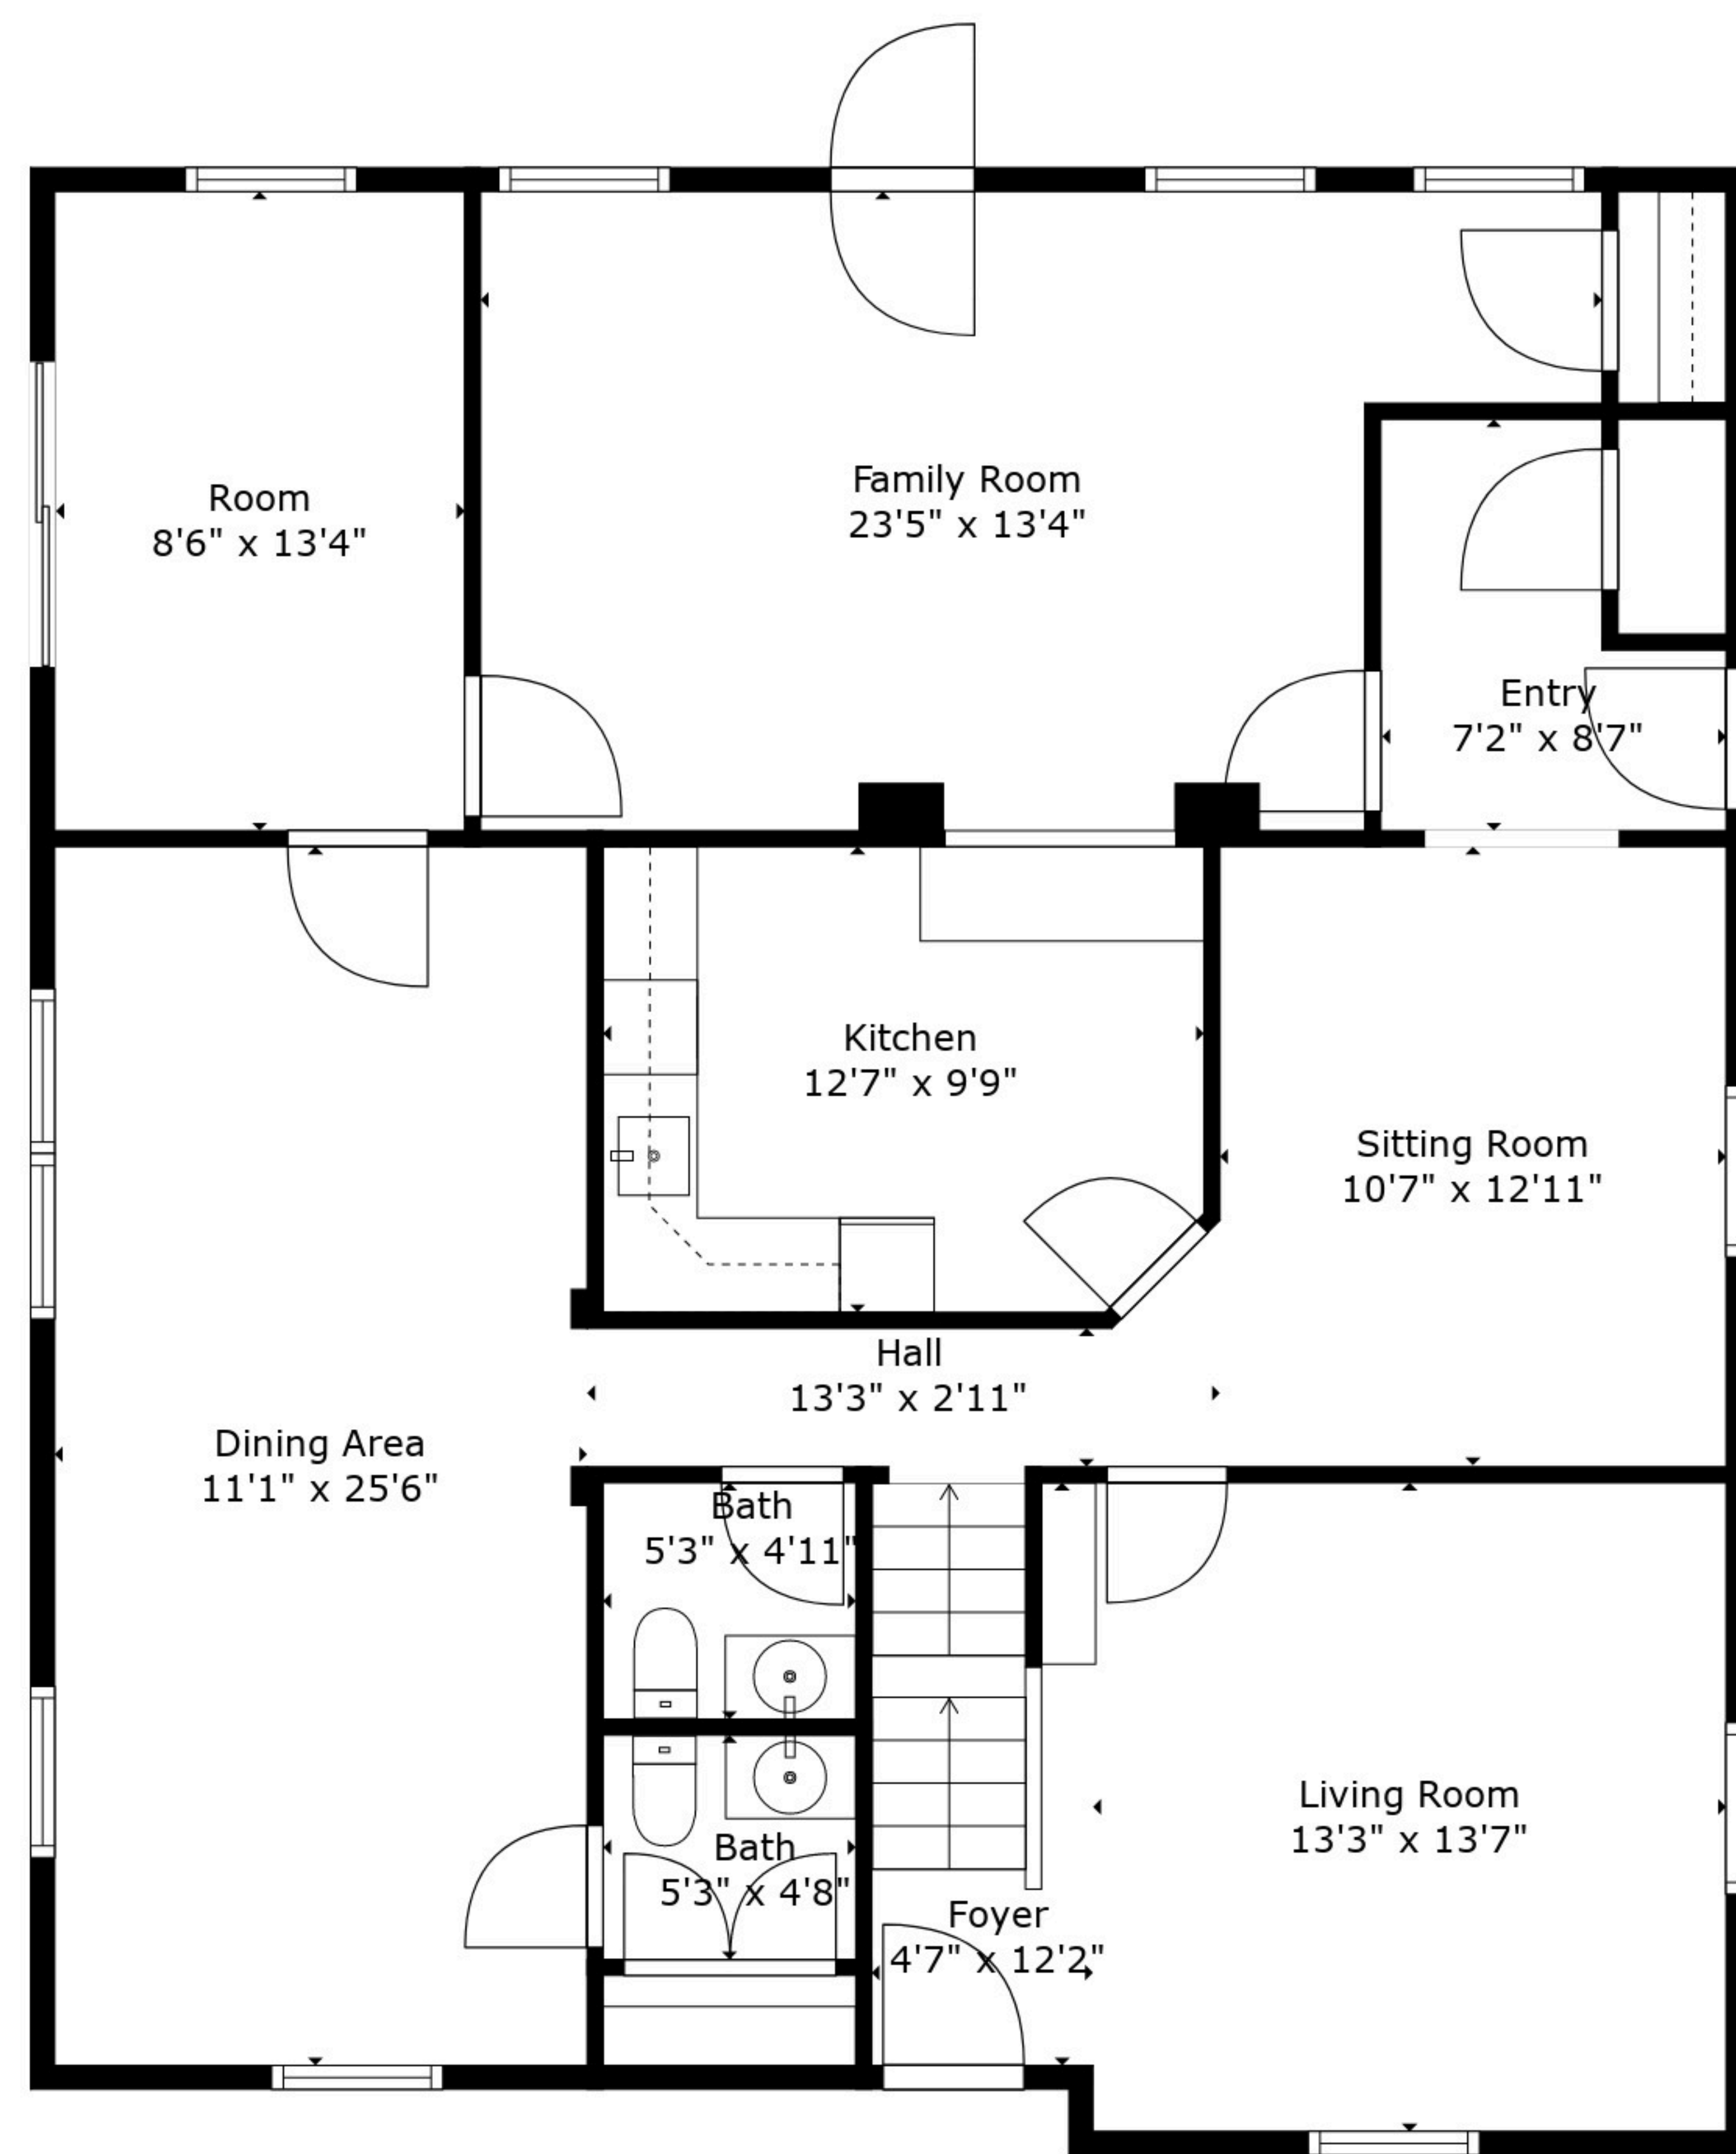 Family Room
23'5" x 13'4"
Room
8'6" x 13'4"
Entry
7'2" x 8'7"
Kitchen
12'7" x 9'9"
Sitting Room
10'7" x 12'11"
Hall
13'3" x 2'11"
Dining Area
11'1" x 25'6"
Bath
5'3" x 4'11"
Living Room
13'3" x 13'7"
Bath
5'3" x 4'8"
Foyer
4'7" x 12'2"